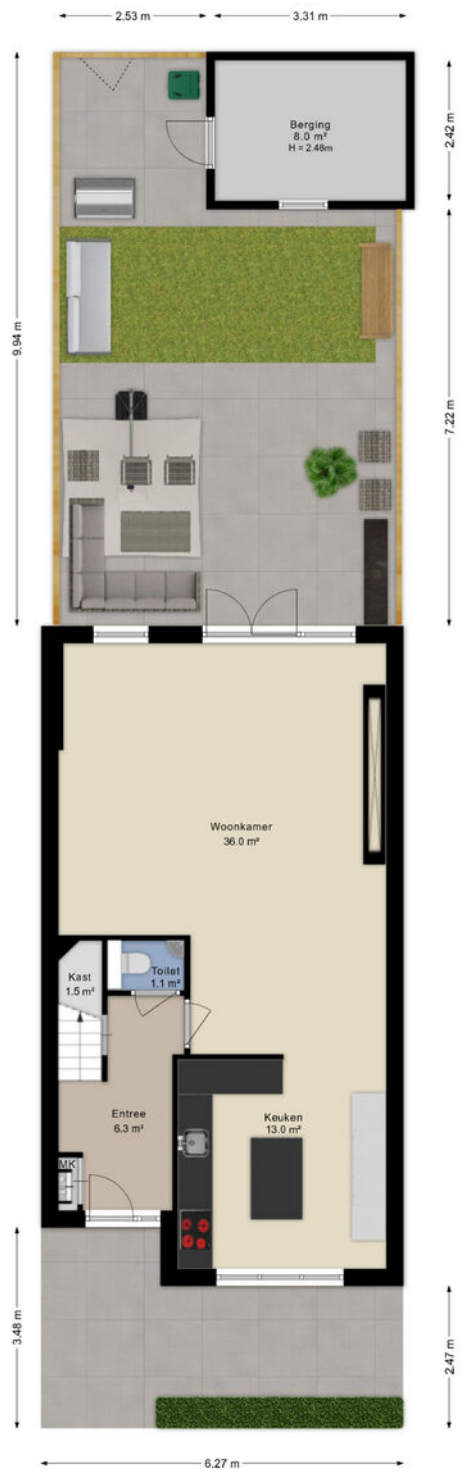 2.53 m
3.31 m
Berging
8.0 m²
H = 2.48m
2.42 m
9.94 m
7.22 m
Woonkamer
36.0 m²
Kast
1.5 m²
Toilet
1.1 m²
Entree
6.3 m²
Keuken
13.0 m²
MK
3.48 m
2.47 m
6.27 m